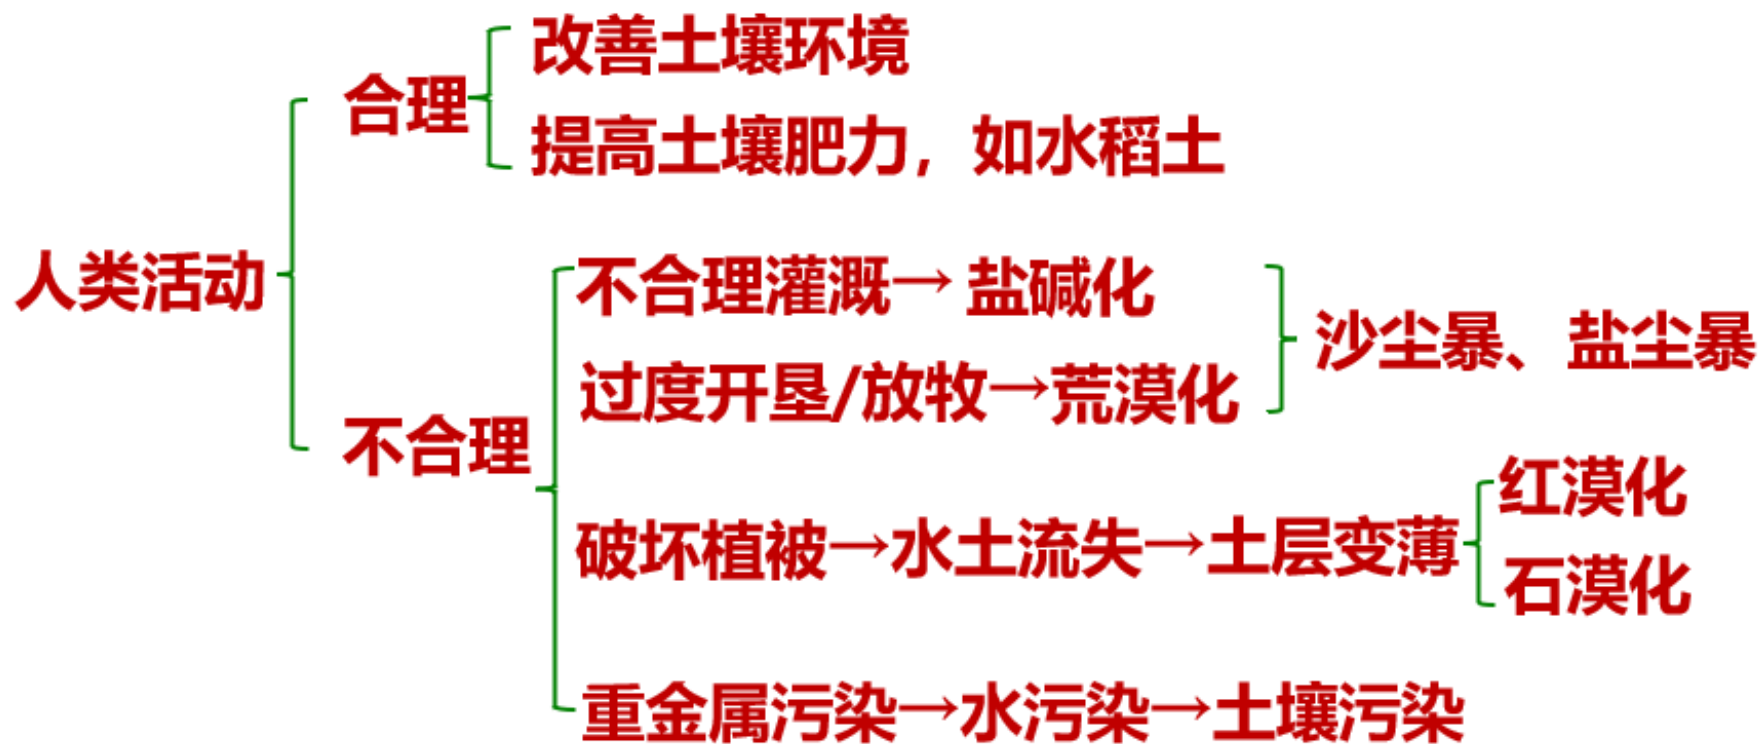 改善土壤环境
合理
提高土壤肥力，如水稻土
人类活动
不合理灌溉→盐碱化
沙尘暴、盐尘暴
过度开垦/放牧→荒漠化
不合理
红漠化
破坏植被→水土流失→土层变薄
石漠化
重金属污染→水污染→土壤污染